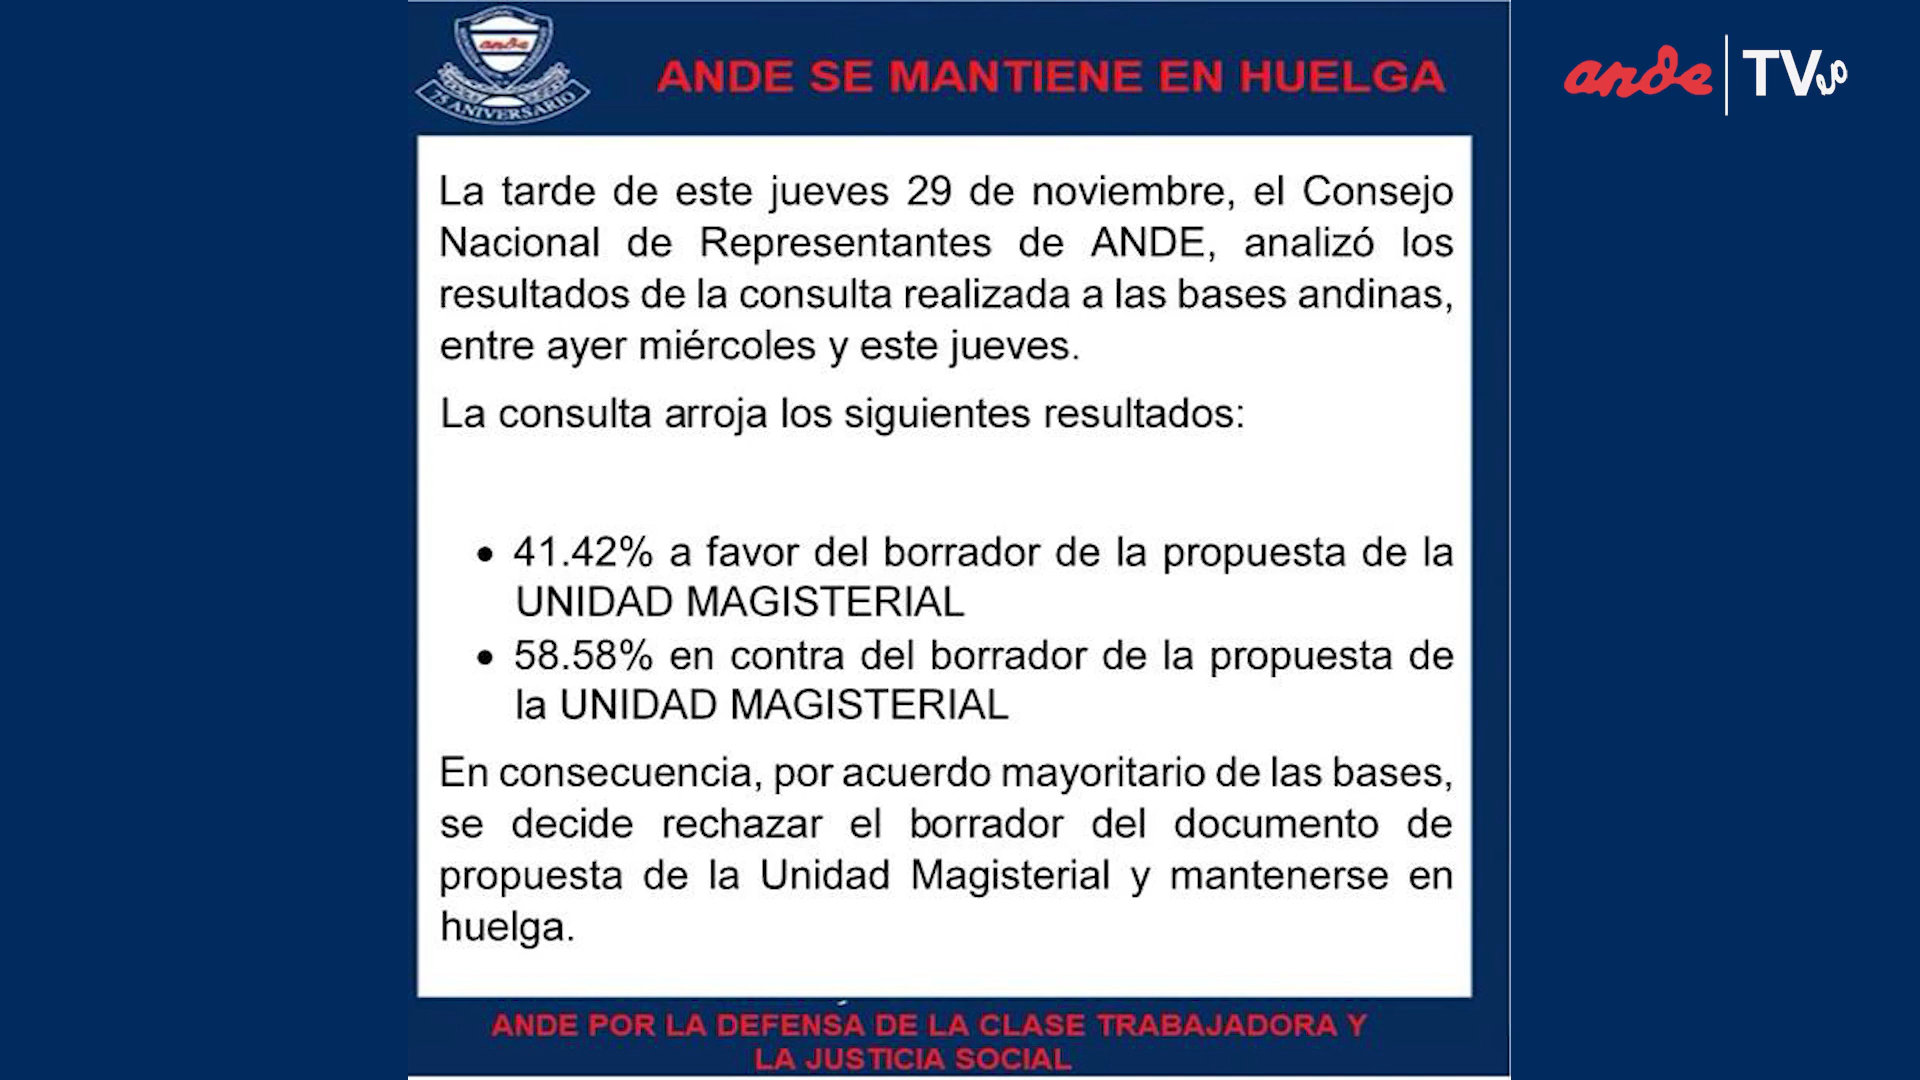 ande
75 ANIVERSARIO
ANDE SE MANTIENE EN HUELGA
ande TV
La tarde de este jueves 29 de noviembre, el Consejo
Nacional de Representantes de ANDE, analizó los
resultados de la consulta realizada a las bases andinas,
entre ayer miércoles y este jueves.
La consulta arroja los siguientes resultados:
• 41.42% a favor del borrador de la propuesta de la
UNIDAD MAGISTERIAL
• 58.58% en contra del borrador de la propuesta de
la UNIDAD MAGISTERIAL
En consecuencia, por acuerdo mayoritario de las bases,
se decide rechazar el borrador del documento de
propuesta de la Unidad Magisterial y mantenerse en
huelga.
ANDE POR LA DEFENSA DE LA CLASE TRABAJADORA Y
LA JUSTICIA SOCIAL